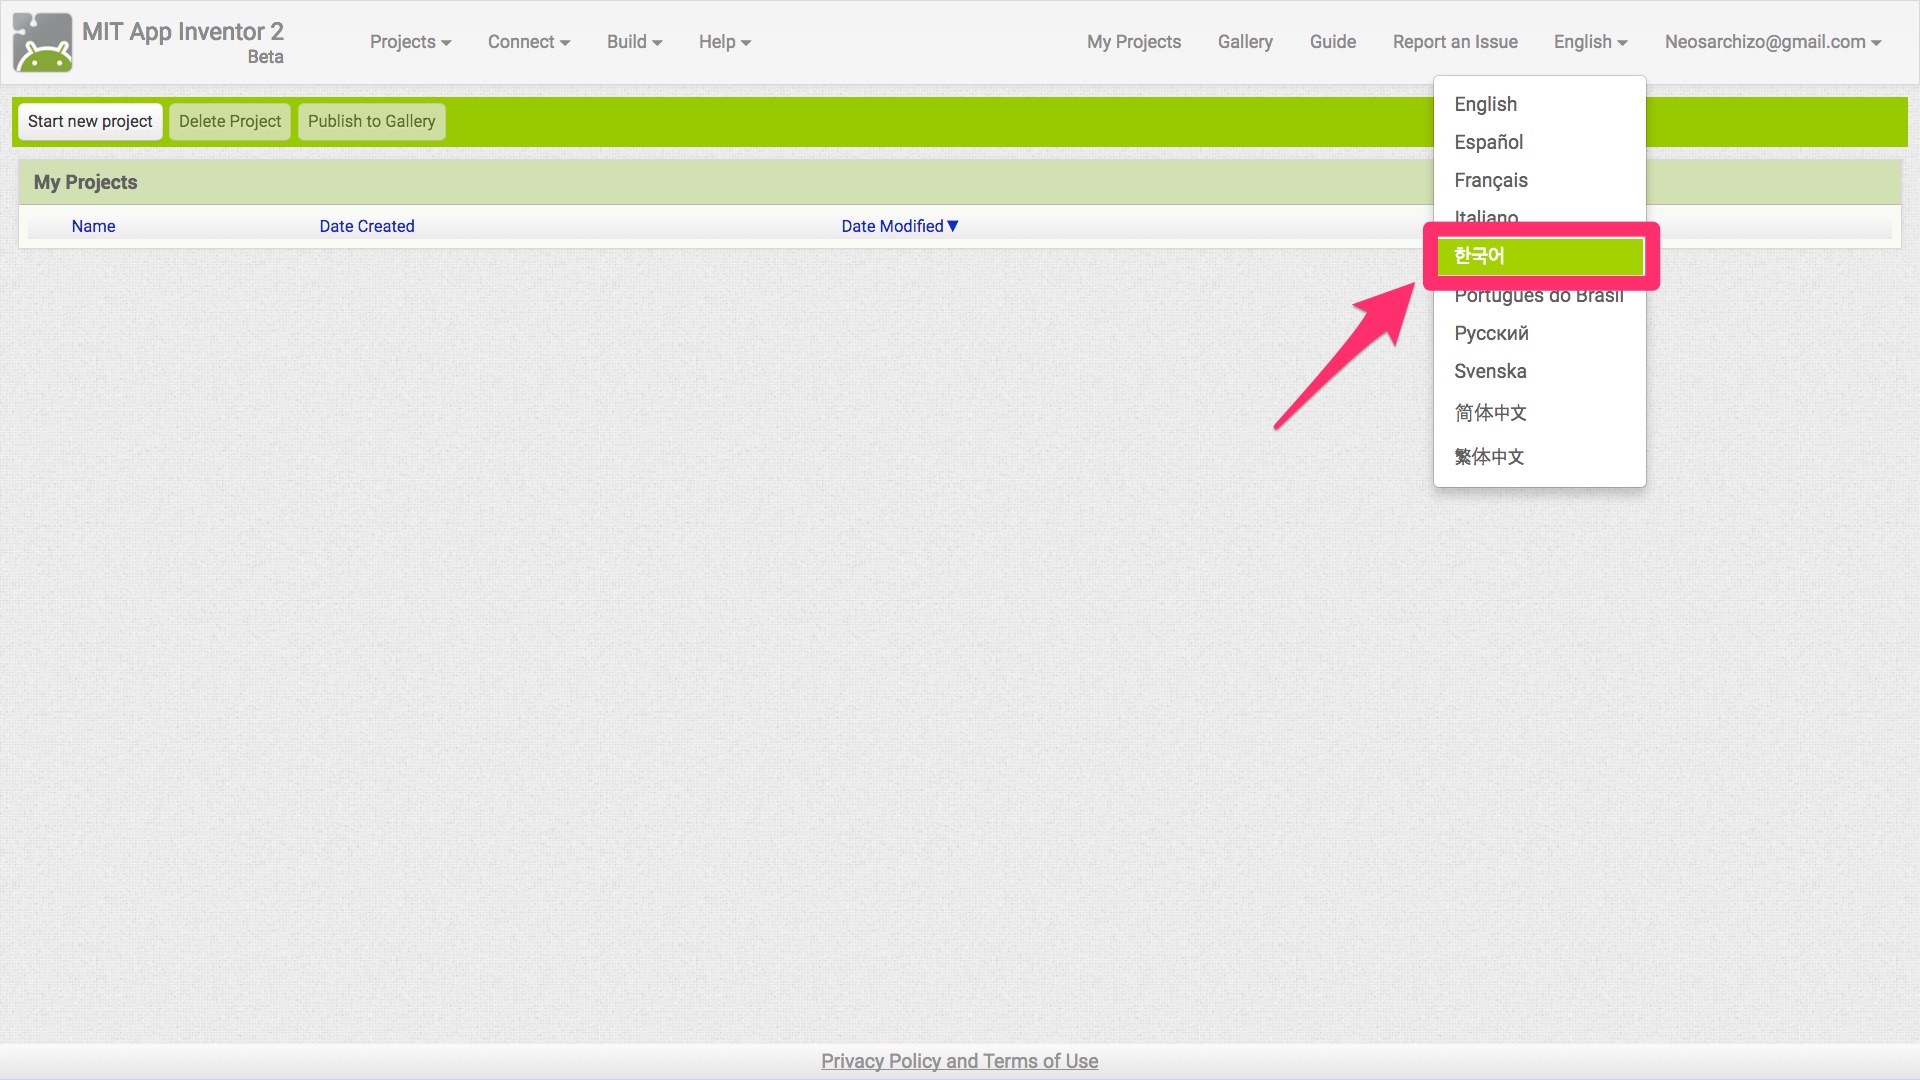 MIT App Inventor 2
Beta
Projects
Connect
Build
Help
My Projects
Gallery
Guide
Report an Issue
English
Neosarchizo@gmail.com
Start new project
Delete Project
Publish to Gallery
My Projects
Name
Date Created
Date Modified
English
Español
Français
Italiano
한국어
Português do Brasil
Русский
Svenska
简体中文
繁体中文
Privacy Policy and Terms of Use